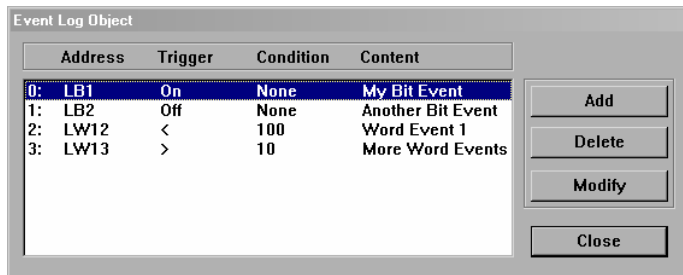 Event Log Object
Address Trigger Condition Content
0: LB1 On None My Bit Event
1: LB2 Off None Another Bit Event
2: LW12 < 100 Word Event 1
3: LW13 > 10 More Word Events
Add
Delete
Modify
Close